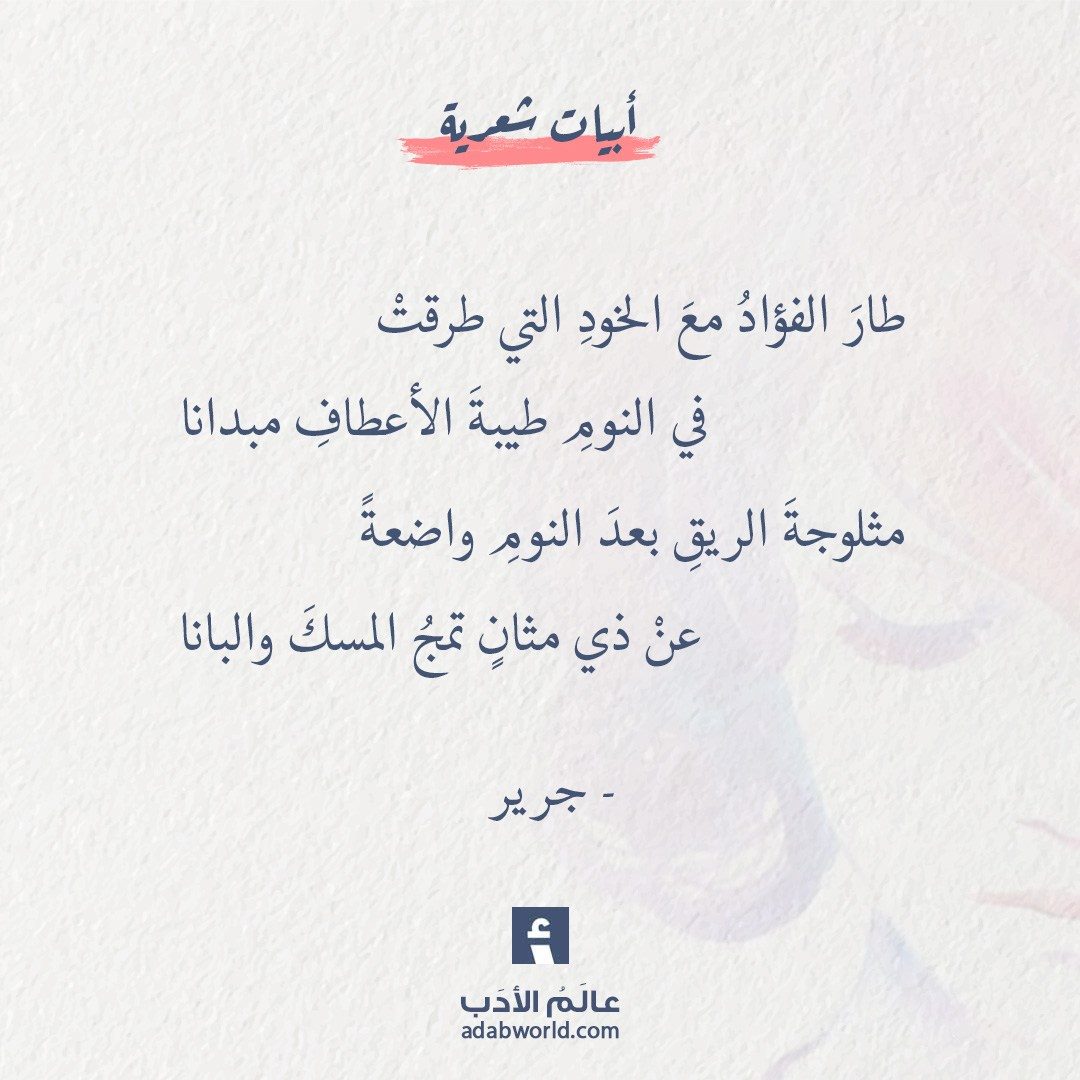 أبيات شعرية
طارَ الفؤادُ معَ الخودِ التي طرقتْ
في النومِ طيبةَ الأعطافِ مبدانا
مثلوجةَ الريقِ بعدَ النومِ واضعةً
عنْ ذي مثانٍ تمجُ المسكَ والبانا
- جرير
أ
عالَمُ الأدَب
adabworld.com